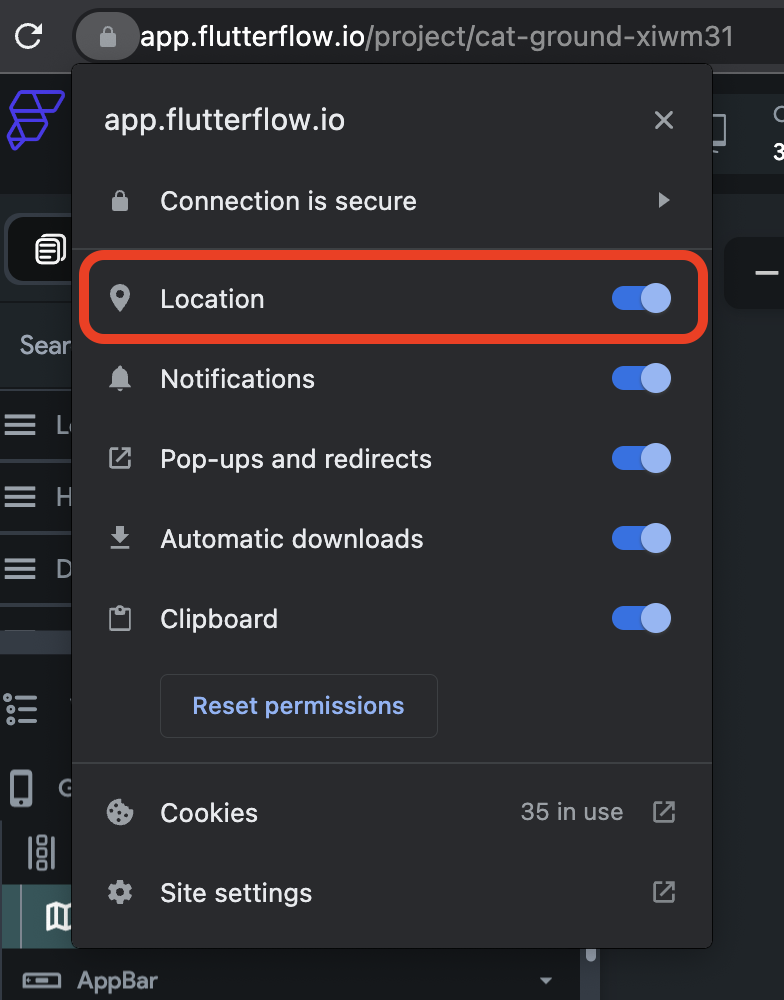 app.flutterflow.io/project/cat-ground-xiwm31
app.flutterflow.io
Connection is secure
Location
Notifications
Pop-ups and redirects
Automatic downloads
Clipboard
Reset permissions
Cookies 35 in use
Site settings
AppBar